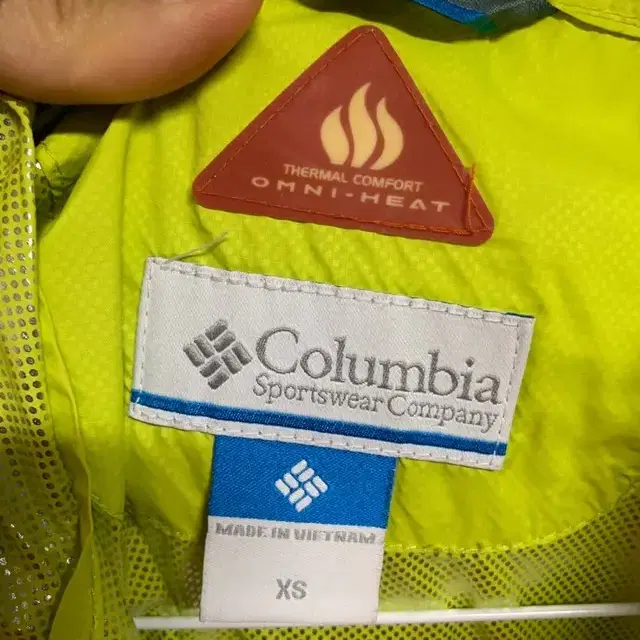 THERMAL COMFORT
OMNI-HEAT
Columbia
Sportswear Company
MADE IN VIETNAM
XS